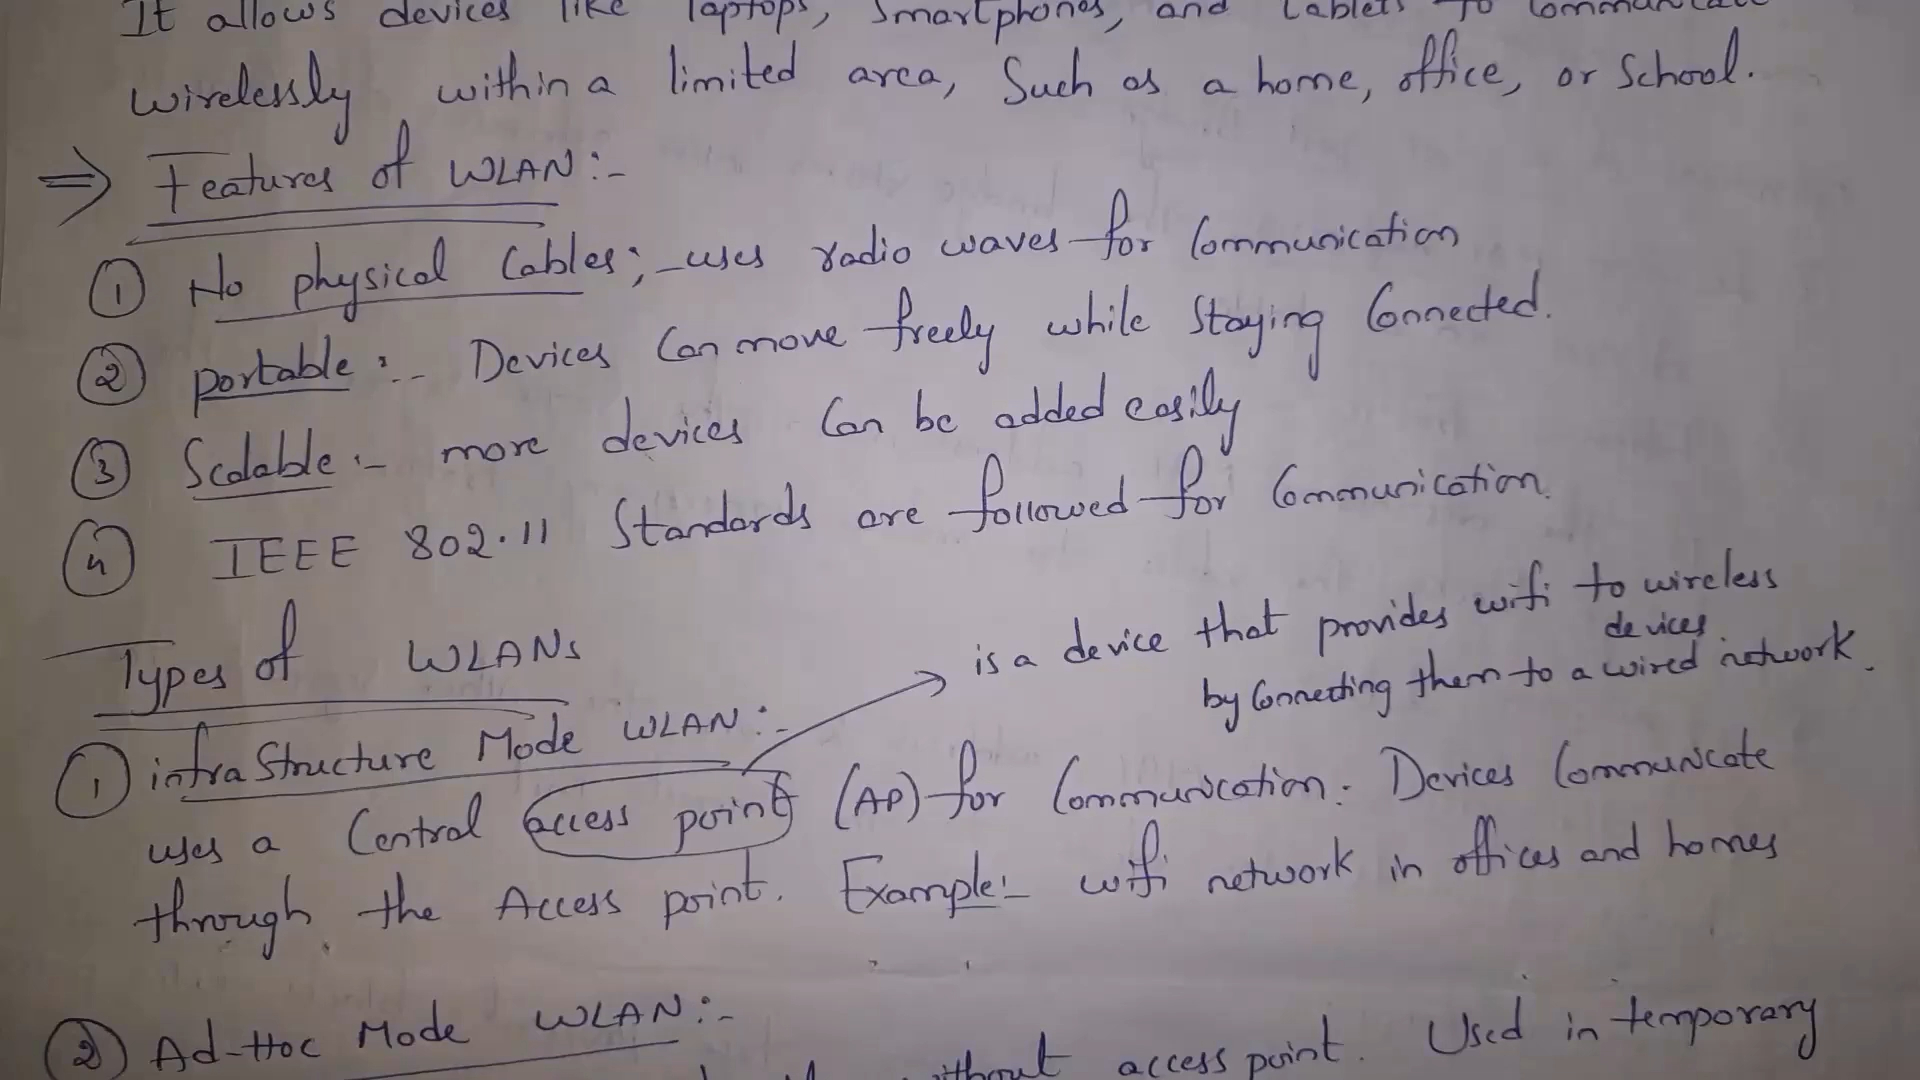 It allows devices like laptops, smartphones, and tablets to communicate
wirelessly within a limited area, Such as a home, office, or School.
⇒ Features of WLAN:-
① No physical Cables:- uses radio waves for Communication
② portable:- Devices Can move freely while Staying Connected.
③ Scalable:- more devices Can be added easily
④ IEEE 802.11 Standards are followed for Communication.
Types of WLANs
→ is a device that provides wifi to wireless
devices
by Connecting them to a wired network.
① infraStructure Mode WLAN:-
uses a Central access point (AP) for Communication. Devices Communicate
through the Access point. Example:- wifi network in offices and homes
② Ad-Hoc Mode WLAN:-
without access point. Used in temporary